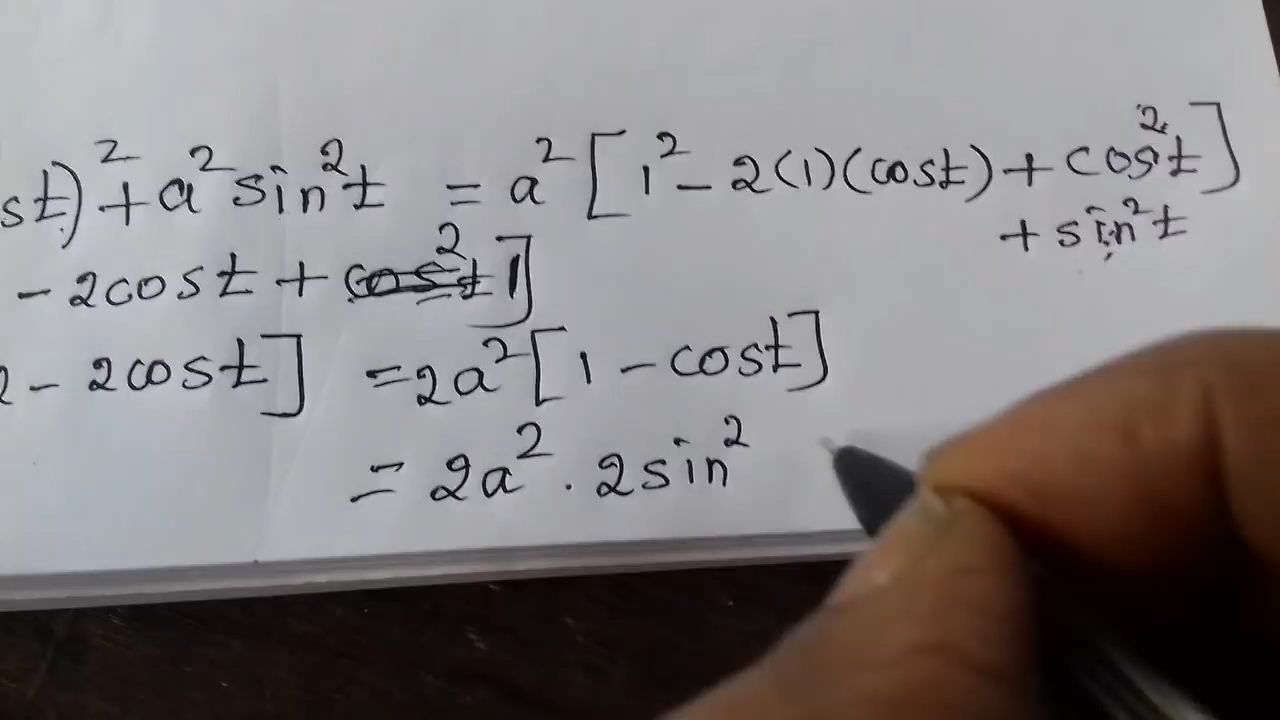 st)² + a² sin²t = a² [1² - 2(1)(cost) + cos²t]
+ sin²t
- 2cost + 1]
2 - 2cost] = 2a² [1 - cost]
= 2a² . 2sin²